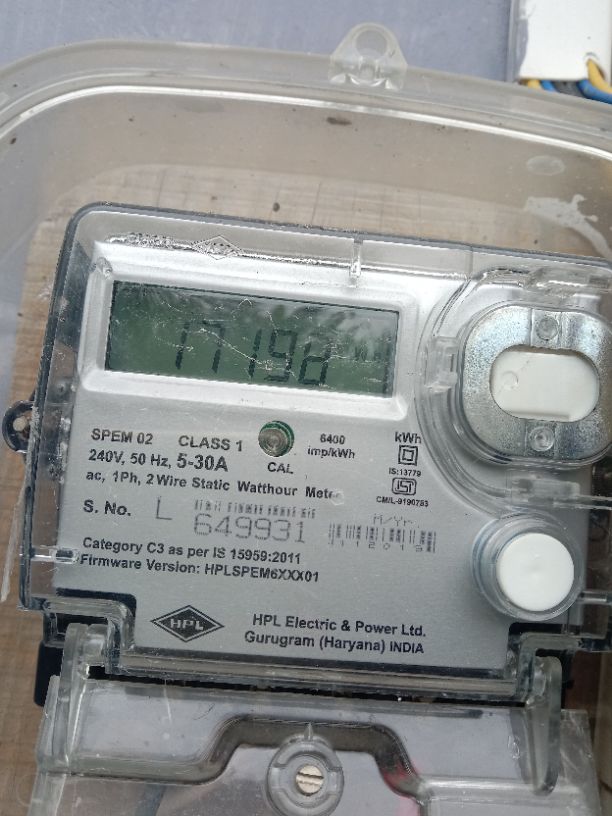 SPEM 02 CLASS 1 6400 kWh
240V, 50 Hz, 5-30A CAL imp/kWh
IS:13779
ac, 1Ph, 2 Wire Static Watthour Meter
CM/L-9190783
S. No. L 649931 M/Yr
112019
Category C3 as per IS 15959:2011
Firmware Version: HPLSPEM6XXX01
HPL
HPL Electric & Power Ltd.
Gurugram (Haryana) INDIA